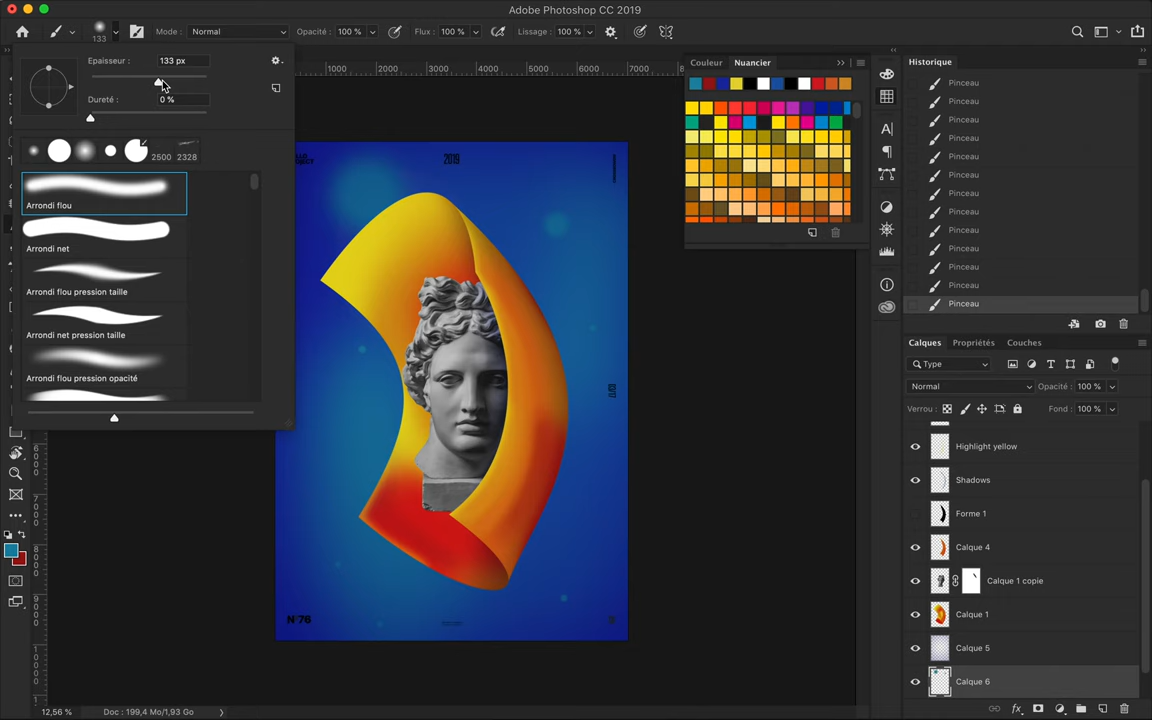 Adobe Photoshop CC 2019
133
Mode : Normal
Opacité : 100 %
Flux : 100 %
Lissage : 100 %
Epaisseur : 133 px
Dureté : 0 %
2500
2328
Arrondi flou
Arrondi net
Arrondi flou pression taille
Arrondi net pression taille
Arrondi flou pression opacité
1000
2000
3000
4000
5000
6000
7000
2019
N°76
Couleur
Nuancier
Historique
Pinceau
Pinceau
Pinceau
Pinceau
Pinceau
Pinceau
Pinceau
Pinceau
Pinceau
Pinceau
Pinceau
Pinceau
Pinceau
Calques
Propriétés
Couches
Type
Normal
Opacité : 100 %
Verrou :
Fond : 100 %
Highlight yellow
Shadows
Forme 1
Calque 4
Calque 1 copie
Calque 1
Calque 5
Calque 6
fx
12,56 %
Doc : 199,4 Mo/1,93 Go